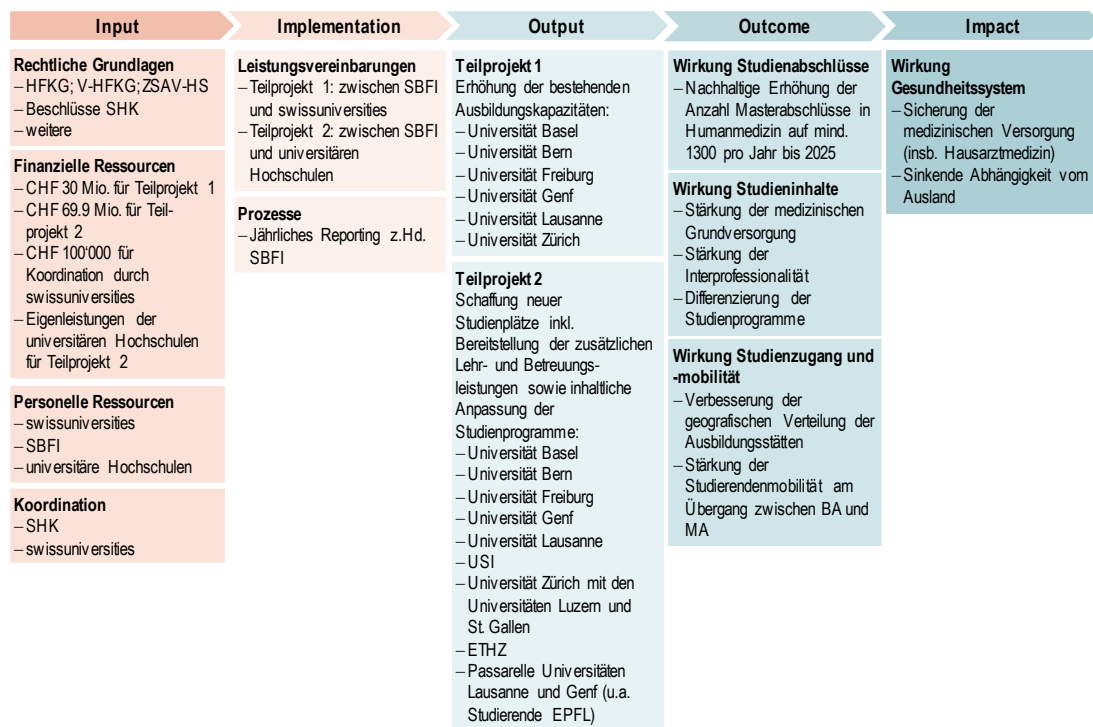 Input
Implementation
Output
Outcome
Impact
Rechtliche Grundlagen
– HFKG; V-HFKG; ZSAV-HS
– Beschlüsse SHK
– weitere
Finanzielle Ressourcen
– CHF 30 Mio. für Teilprojekt 1
– CHF 69.9 Mio. für Teil-
projekt 2
– CHF 100'000 für
Koordination durch
swissuniversities
– Eigenleistungen der
universitären Hochschulen
für Teilprojekt 2
Personelle Ressourcen
– swissuniversities
– SBFI
– universitäre Hochschulen
Koordination
– SHK
– swissuniversities
Leistungsvereinbarungen
– Teilprojekt 1: zwischen SBFI
und swissuniversities
– Teilprojekt 2: zwischen SBFI
und universitären
Hochschulen
Prozesse
– Jährliches Reporting z.Hd.
SBFI
Teilprojekt 1
Erhöhung der bestehenden
Ausbildungskapazitäten:
– Universität Basel
– Universität Bern
– Universität Freiburg
– Universität Genf
– Universität Lausanne
– Universität Zürich
Teilprojekt 2
Schaffung neuer
Studienplätze inkl.
Bereitstellung der zusätzlichen
Lehr- und Betreuungs-
leistungen sowie inhaltliche
Anpassung der
Studienprogramme:
– Universität Basel
– Universität Bern
– Universität Freiburg
– Universität Genf
– Universität Lausanne
– USI
– Universität Zürich mit den
Universitäten Luzern und
St. Gallen
– ETHZ
– Passarelle Universitäten
Lausanne und Genf (u.a.
Studierende EPFL)
Wirkung Studienabschlüsse
– Nachhaltige Erhöhung der
Anzahl Masterabschlüsse in
Humanmedizin auf mind.
1300 pro Jahr bis 2025
Wirkung Studieninhalte
– Stärkung der medizinischen
Grundversorgung
– Stärkung der
Interprofessionalität
– Differenzierung der
Studienprogramme
Wirkung Studienzugang und
-mobilität
– Verbesserung der
geografischen Verteilung der
Ausbildungsstätten
– Stärkung der
Studierendenmobilität am
Übergang zwischen BA und
MA
Wirkung
Gesundheitssystem
– Sicherung der
medizinischen Versorgung
(insb. Hausarztmedizin)
– Sinkende Abhängigkeit vom
Ausland